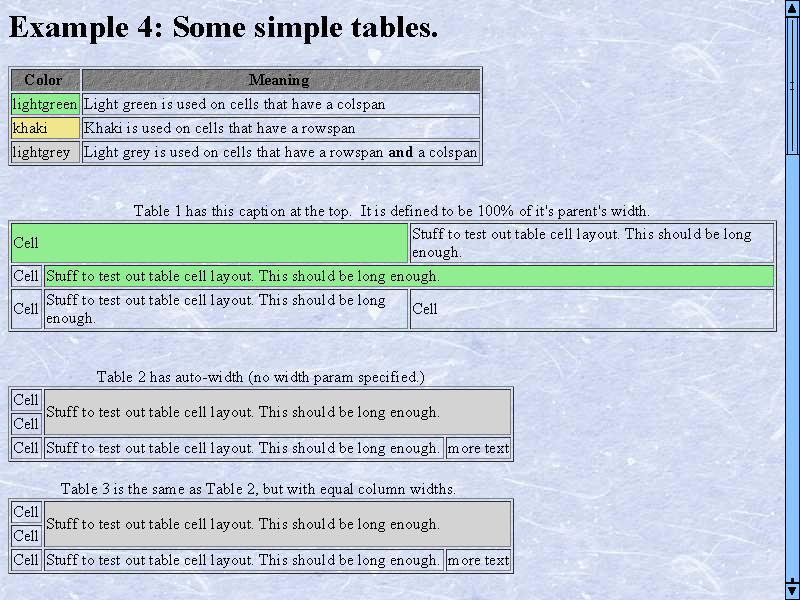 Example 4: Some simple tables.
Color Meaning
lightgreen Light green is used on cells that have a colspan
khaki Khaki is used on cells that have a rowspan
lightgrey Light grey is used on cells that have a rowspan and a colspan
Table 1 has this caption at the top. It is defined to be 100% of it's parent's width.
Cell Stuff to test out table cell layout. This should be long
enough.
Cell Stuff to test out table cell layout. This should be long enough.
Cell Stuff to test out table cell layout. This should be long
enough. Cell
Table 2 has auto-width (no width param specified.)
Cell Stuff to test out table cell layout. This should be long enough.
Cell
Cell Stuff to test out table cell layout. This should be long enough. more text
Table 3 is the same as Table 2, but with equal column widths.
Cell Stuff to test out table cell layout. This should be long enough.
Cell
Cell Stuff to test out table cell layout. This should be long enough. more text